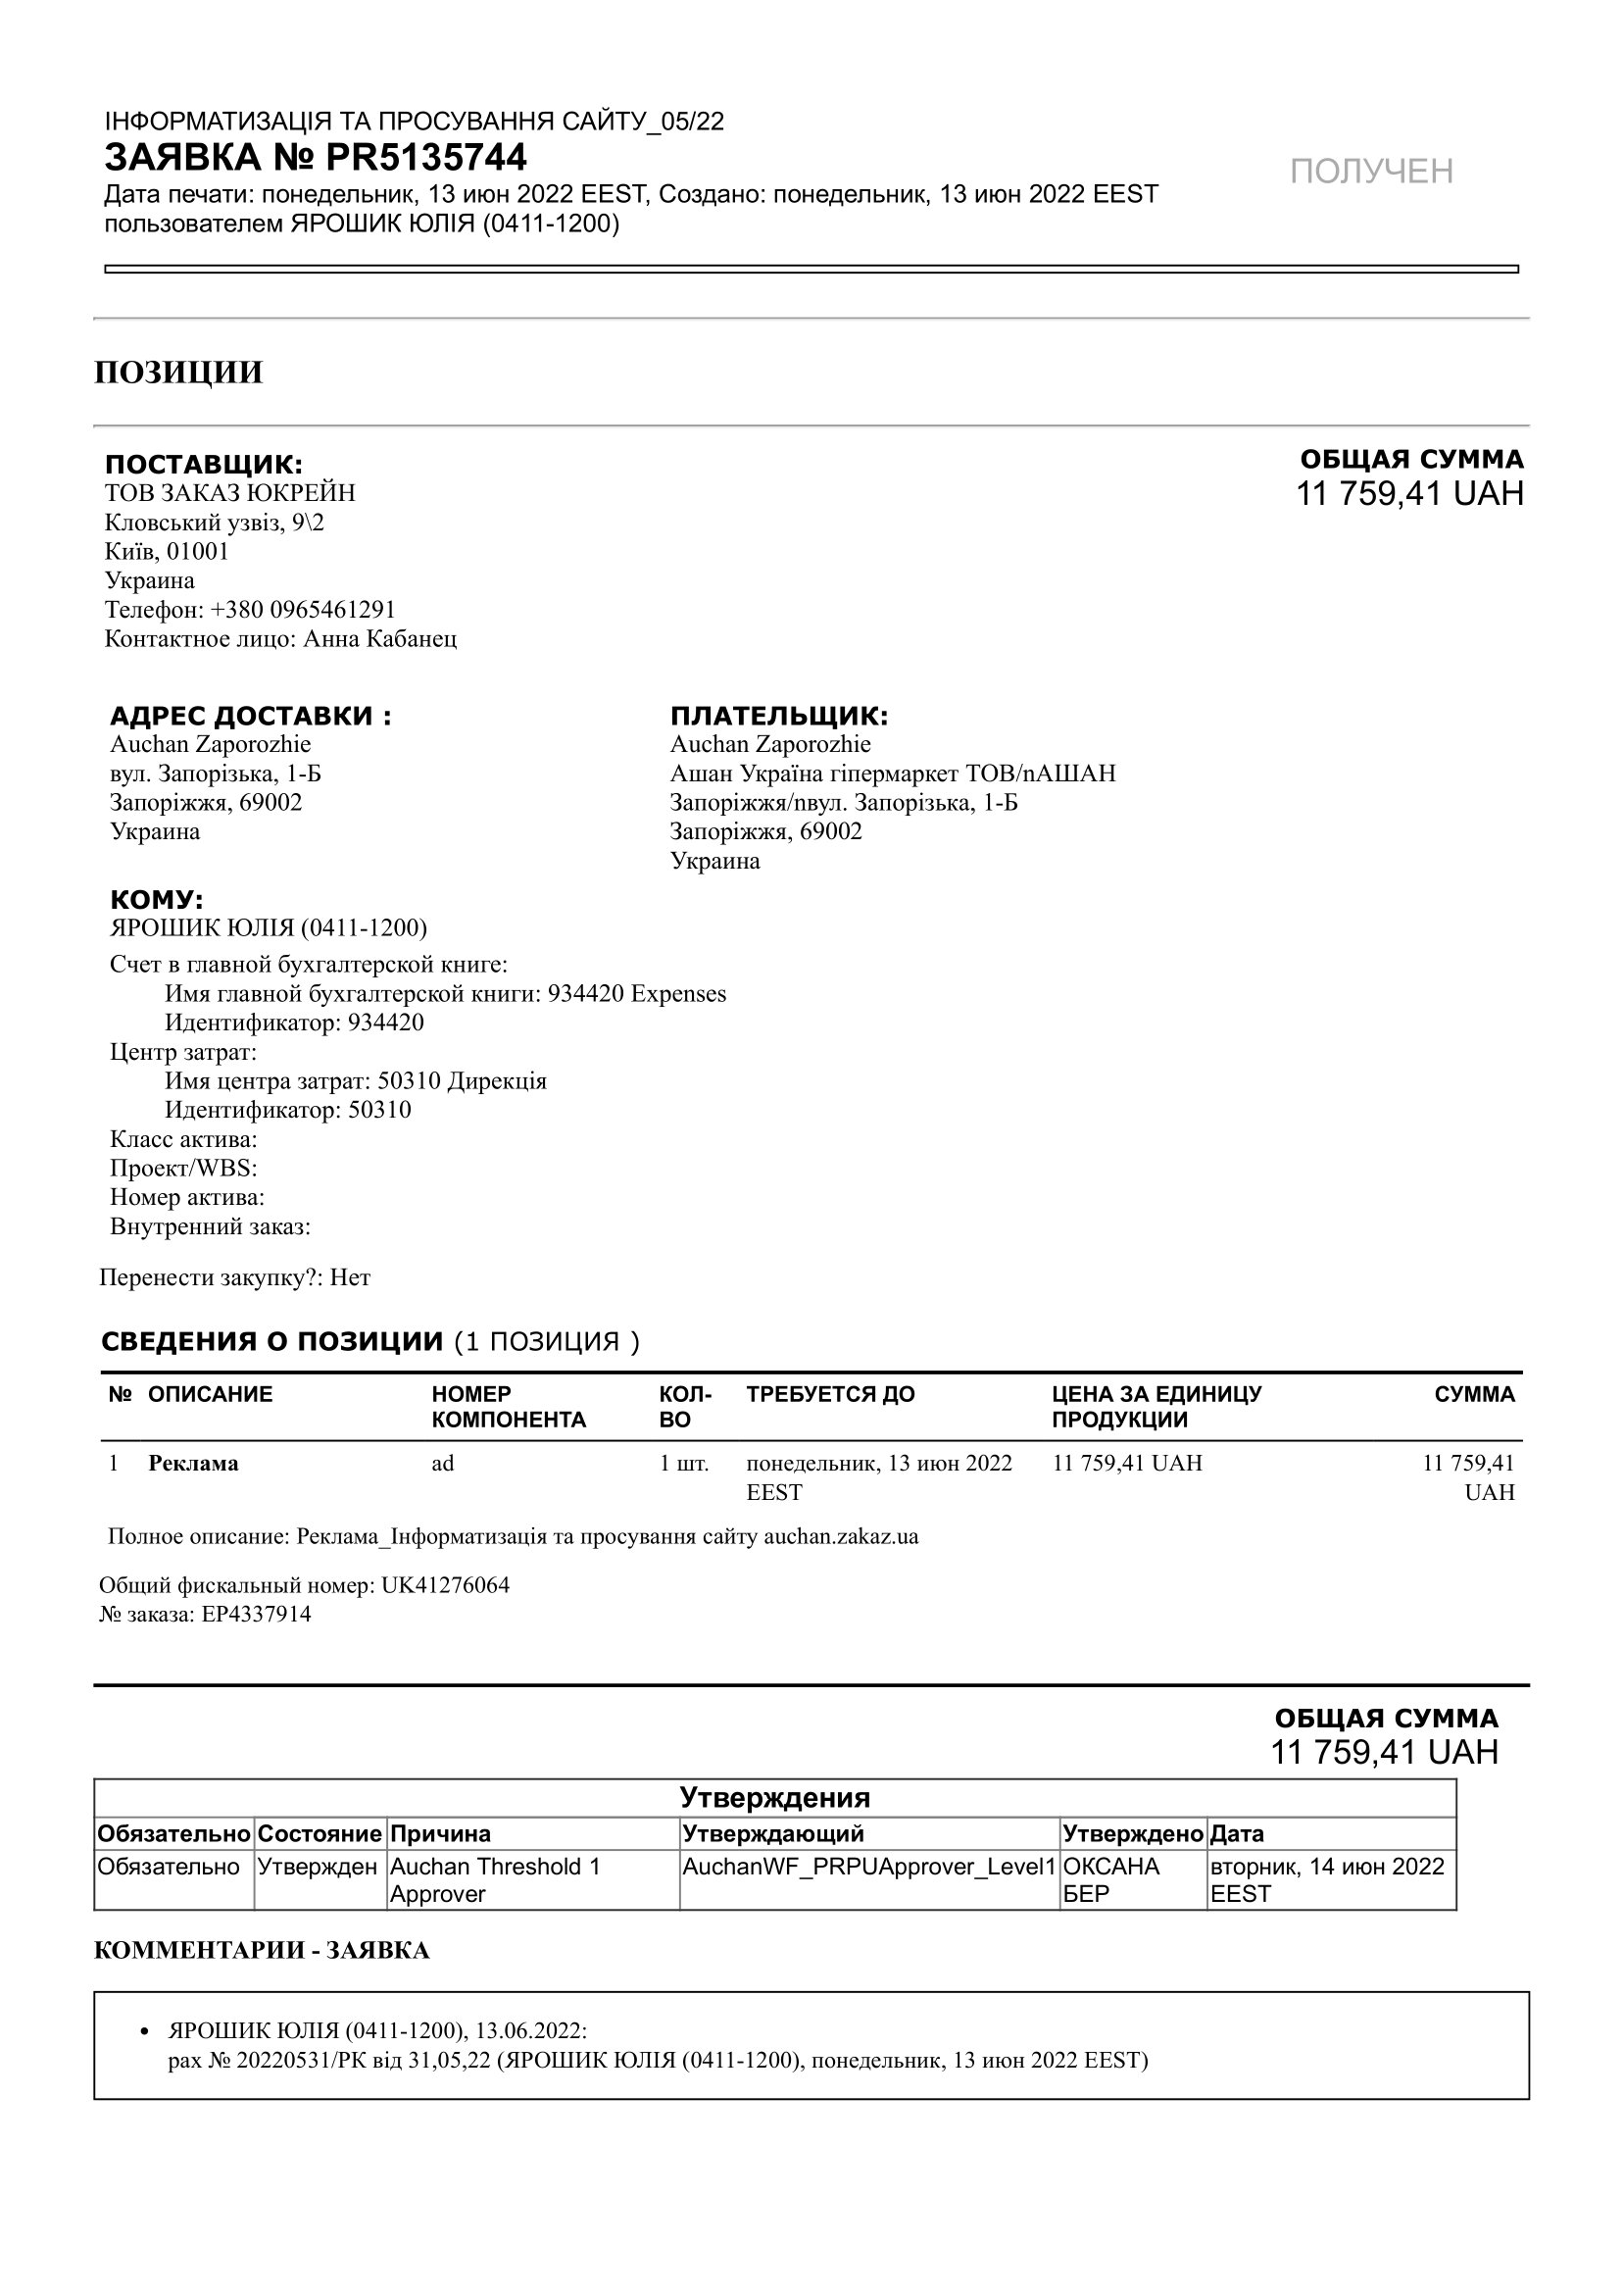 ІНФОРМАТИЗАЦІЯ ТА ПРОСУВАННЯ САЙТУ_05/22
ЗАЯВКА № PR5135744
ПОЛУЧЕН
Дата печати: понедельник, 13 июн 2022 EEST, Создано: понедельник, 13 июн 2022 EEST
пользователем ЯРОШИК ЮЛІЯ (0411-1200)
ПОЗИЦИИ
ПОСТАВЩИК:
ТОВ ЗАКАЗ ЮКРЕЙН
Кловський узвіз, 9\2
Київ, 01001
Украина
Телефон: +380 0965461291
Контактное лицо: Анна Кабанец
ОБЩАЯ СУММА
11 759,41 UAH
АДРЕС ДОСТАВКИ :
Auchan Zaporozhie
вул. Запорізька, 1-Б
Запоріжжя, 69002
Украина
ПЛАТЕЛЬЩИК:
Auchan Zaporozhie
Ашан Україна гіпермаркет ТОВ/nАШАН
Запоріжжя/nвул. Запорізька, 1-Б
Запоріжжя, 69002
Украина
КОМУ:
ЯРОШИК ЮЛІЯ (0411-1200)
Счет в главной бухгалтерской книге:
Имя главной бухгалтерской книги: 934420 Expenses
Идентификатор: 934420
Центр затрат:
Имя центра затрат: 50310 Дирекція
Идентификатор: 50310
Класс актива:
Проект/WBS:
Номер актива:
Внутренний заказ:
Перенести закупку?: Нет
СВЕДЕНИЯ О ПОЗИЦИИ (1 ПОЗИЦИЯ )
№ ОПИСАНИЕ НОМЕР КОМПОНЕНТА КОЛ-ВО ТРЕБУЕТСЯ ДО ЦЕНА ЗА ЕДИНИЦУ ПРОДУКЦИИ СУММА
1 Реклама ad 1 шт. понедельник, 13 июн 2022 EEST 11 759,41 UAH 11 759,41 UAH
Полное описание: Реклама_Інформатизація та просування сайту auchan.zakaz.ua
Общий фискальный номер: UK41276064
№ заказа: EP4337914
ОБЩАЯ СУММА
11 759,41 UAH
Утверждения
Обязательно Состояние Причина Утверждающий Утверждено Дата
Обязательно Утвержден Auchan Threshold 1 Approver AuchanWF_PRPUApprover_Level1 ОКСАНА БЕР вторник, 14 июн 2022 EEST
КОММЕНТАРИИ - ЗАЯВКА
• ЯРОШИК ЮЛІЯ (0411-1200), 13.06.2022:
рах № 20220531/РК від 31,05,22 (ЯРОШИК ЮЛІЯ (0411-1200), понедельник, 13 июн 2022 EEST)